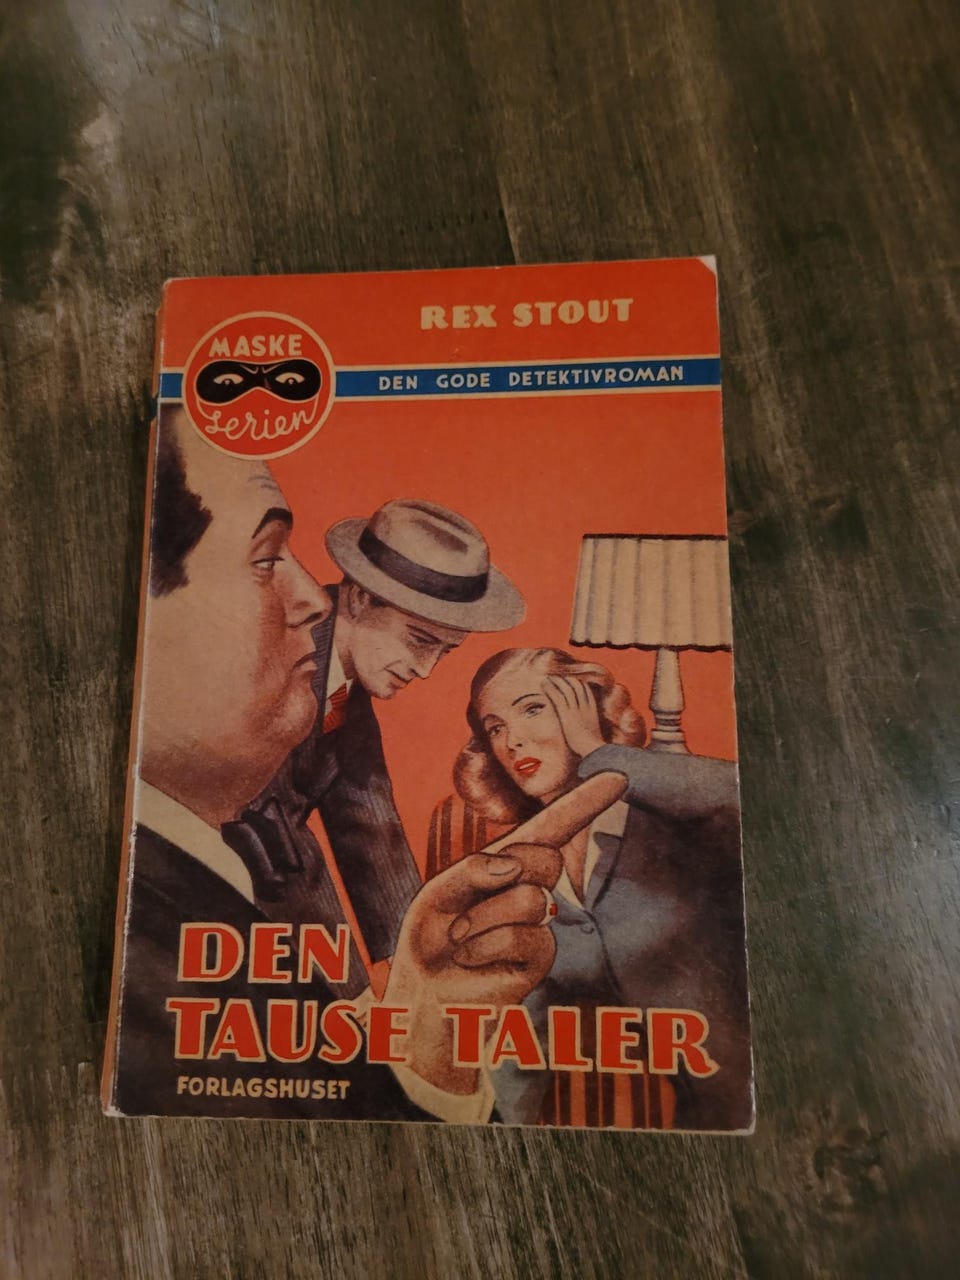 REX STOUT
MASKE
Serien
DEN GODE DETEKTIVROMAN
DEN
TAUSE TALER
FORLAGSHUSET